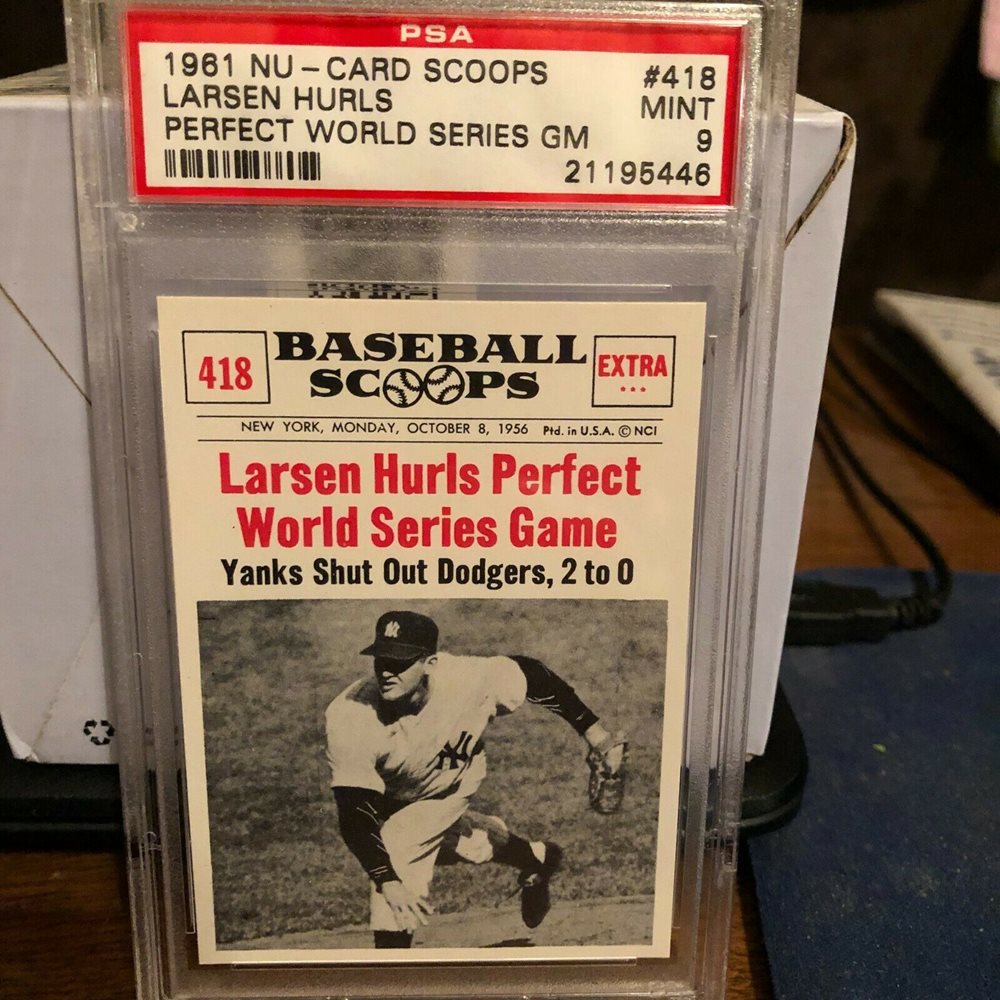 PSA
1961 NU-CARD SCOOPS #418
LARSEN HURLS MINT
PERFECT WORLD SERIES GM 9
21195446
418
BASEBALL
SCOOPS
EXTRA
NEW YORK, MONDAY, OCTOBER 8, 1956 Ptd. in U.S.A. © NCI
Larsen Hurls Perfect
World Series Game
Yanks Shut Out Dodgers, 2 to 0
NY
NY